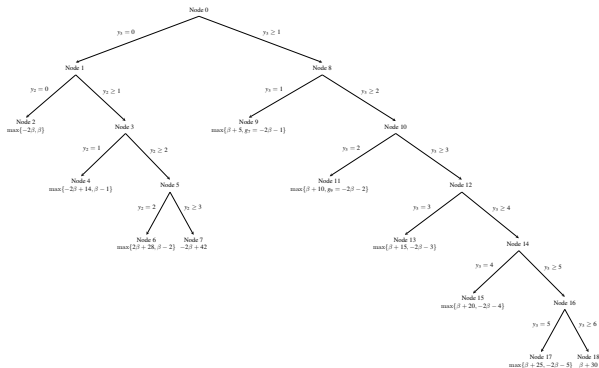 Node 0
y₃ = 0
y₃ ≥ 1
Node 1
Node 8
y₂ = 0
y₂ ≥ 1
y₃ = 1
y₃ ≥ 2
Node 2
max{−2β, β}
Node 3
Node 9
max{β + 5, g₇ = −2β − 1}
Node 10
y₂ = 1
y₂ ≥ 2
y₃ = 2
y₃ ≥ 3
Node 4
max{−2β + 14, β − 1}
Node 5
Node 11
max{β + 10, g₈ = −2β − 2}
Node 12
y₂ = 2
y₂ ≥ 3
y₃ = 3
y₃ ≥ 4
Node 6
max{2β + 28, β − 2}
Node 7
−2β + 42
Node 13
max{β + 15, −2β − 3}
Node 14
y₃ = 4
y₃ ≥ 5
Node 15
max{β + 20, −2β − 4}
Node 16
y₃ = 5
y₃ ≥ 6
Node 17
max{β + 25, −2β − 5}
Node 18
β + 30